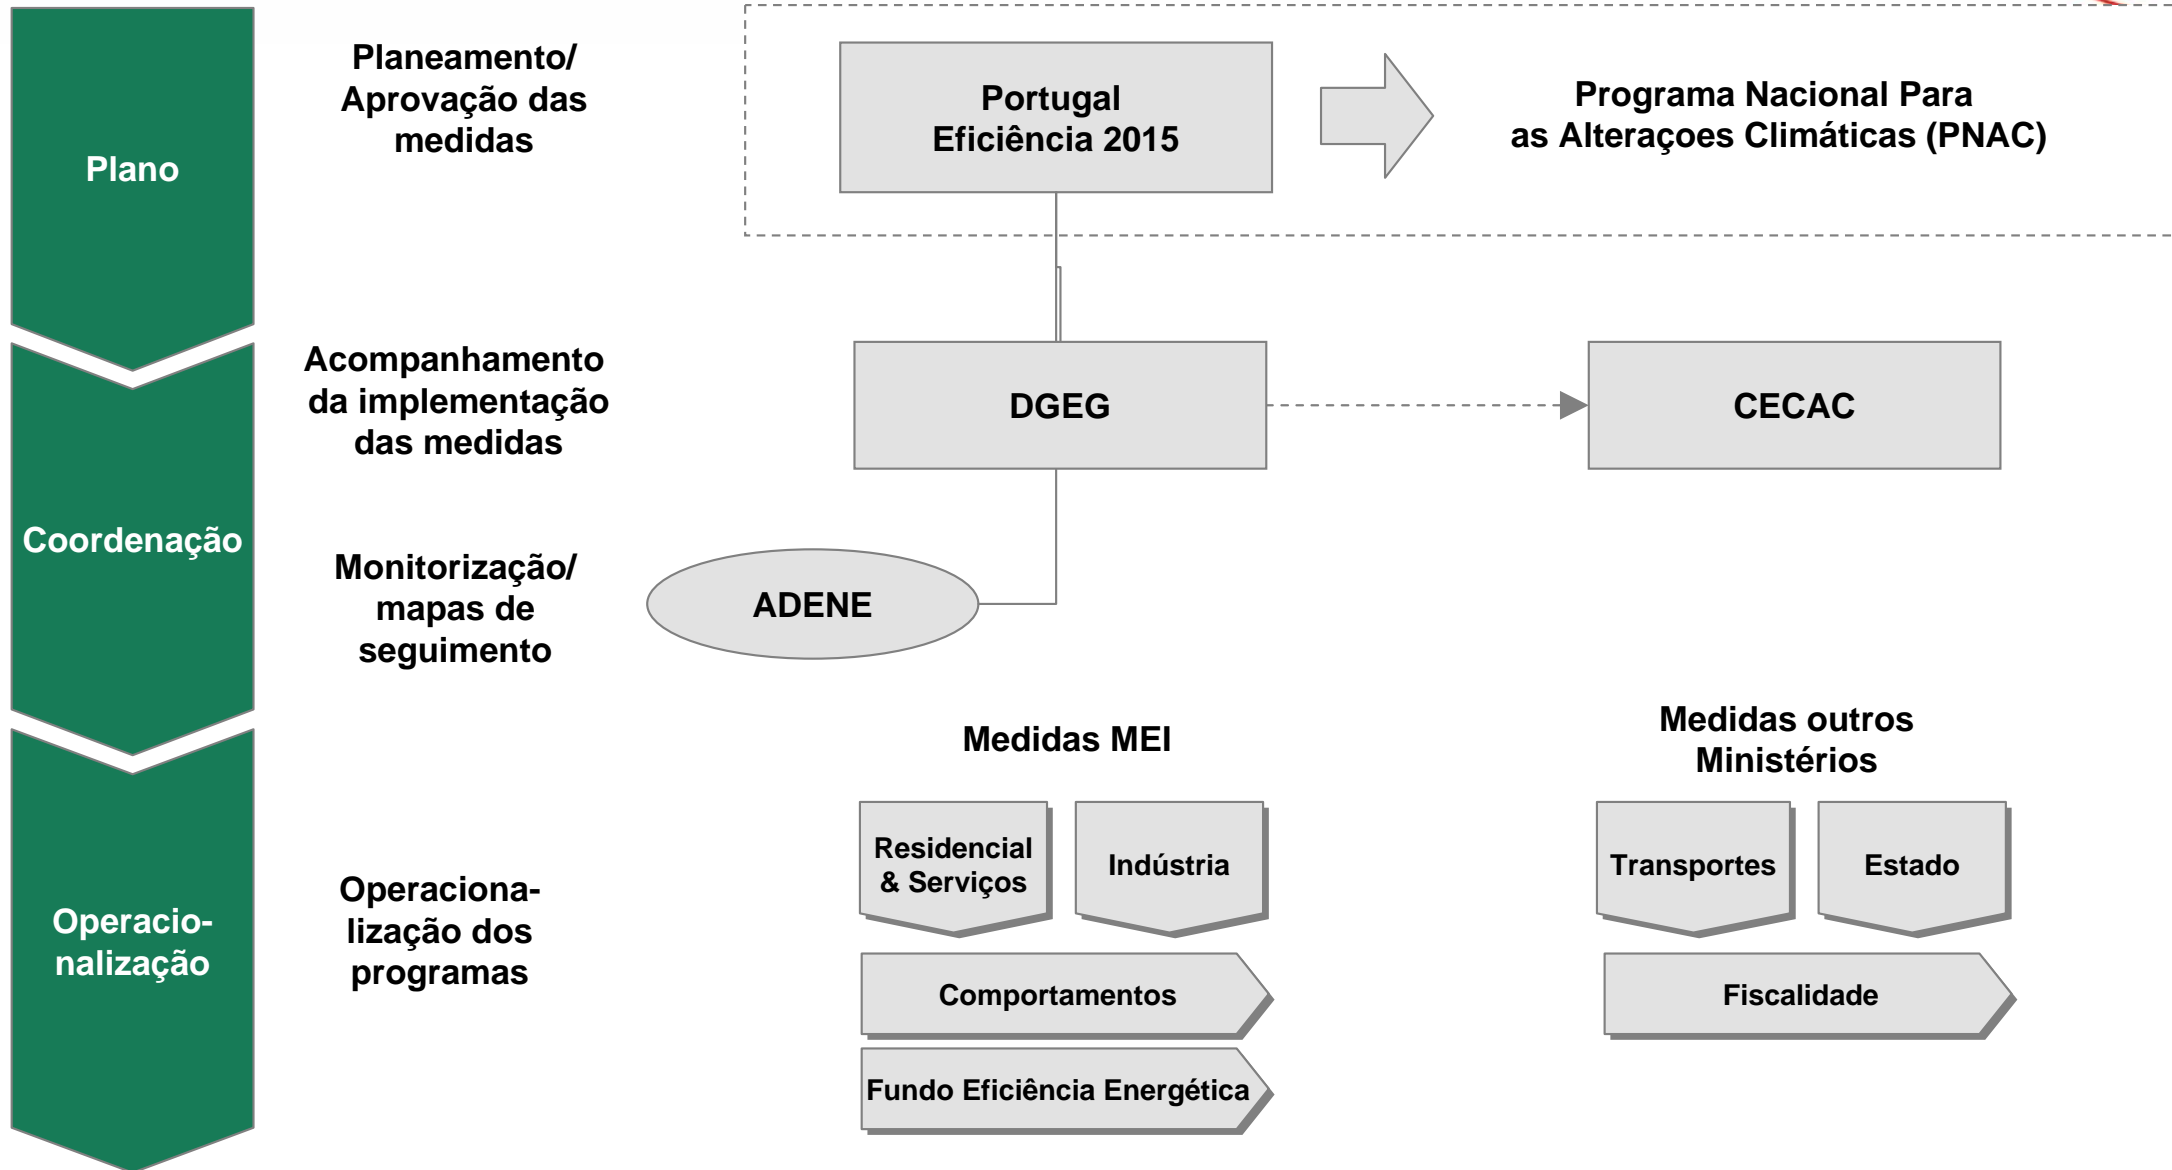 Plano
Planeamento/
Aprovação das
medidas
Portugal
Eficiência 2015
Programa Nacional Para
as Alteraçoes Climáticas (PNAC)
Coordenação
Acompanhamento
da implementação
das medidas
DGEG
CECAC
Monitorização/
mapas de
seguimento
ADENE
Operacio-
nalização
Operaciona-
lização dos
programas
Medidas MEI
Residencial
& Serviços
Indústria
Comportamentos
Fundo Eficiência Energética
Medidas outros
Ministérios
Transportes
Estado
Fiscalidade